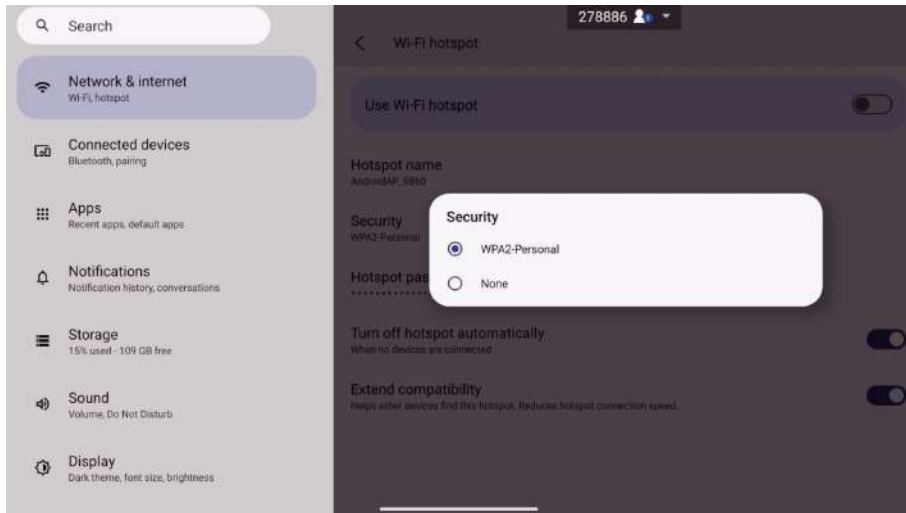 278886
Search
Wi-Fi hotspot
Network & internet
Wi-Fi, hotspot
Use Wi-Fi hotspot
Connected devices
Bluetooth, pairing
Hotspot name
AndroidAP_9860
Apps
Recent apps, default apps
Security
WPA2-Personal
Security
WPA2-Personal
None
Notifications
Notification history, conversations
Hotspot pas
Storage
15% used - 109 GB free
Turn off hotspot automatically
When no devices are connected
Extend compatibility
Helps other devices find this hotspot. Reduces hotspot connection speed.
Sound
Volume, Do Not Disturb
Display
Dark theme, font size, brightness